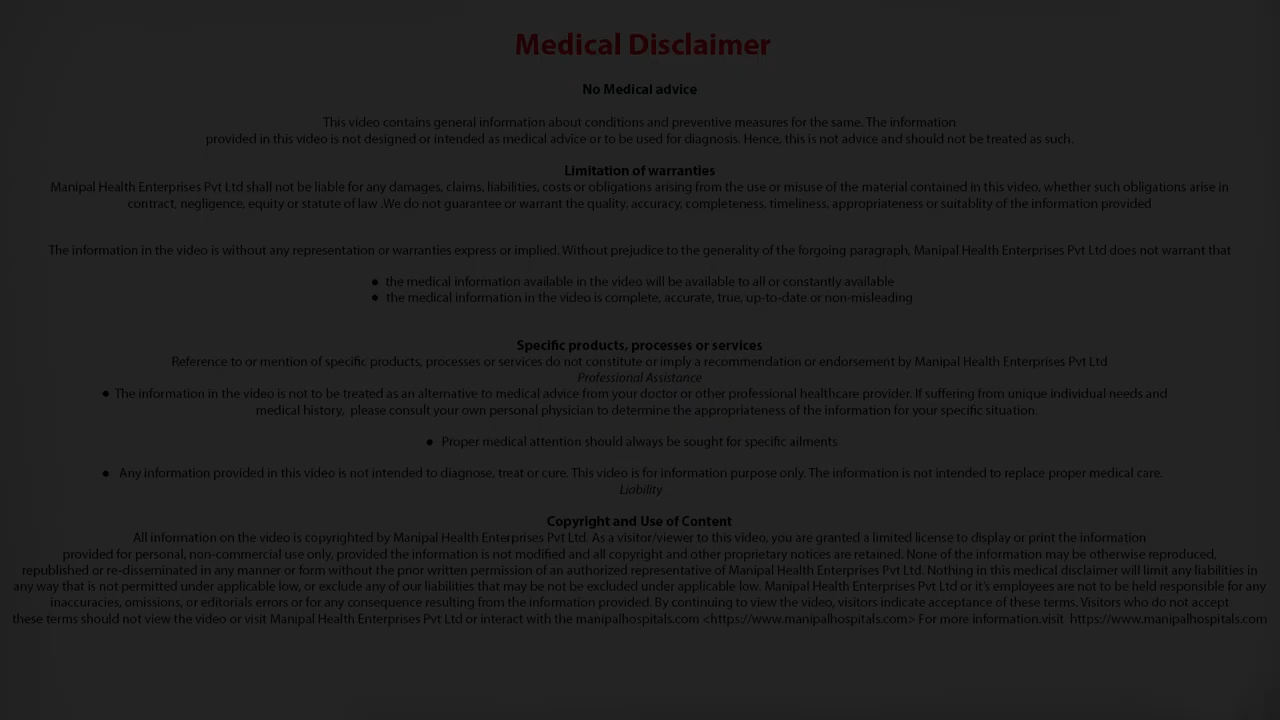 Medical Disclaimer
No Medical advice
This video contains general information about conditions and preventive measures for the same. The information
provided in this video is not designed or intended as medical advice or to be used for diagnosis. Hence, this is not advice and should not be treated as such.
Limitation of warranties
Manipal Health Enterprises Pvt Ltd shall not be liable for any damages, claims, liabilities, costs or obligations arising from the use or misuse of the material contained in this video, whether such obligations arise in
contract, negligence, equity or statute of law .We do not guarantee or warrant the quality, accuracy, completeness, timeliness, appropriateness or suitablity of the information provided
The information in the video is without any representation or warranties express or implied. Without prejudice to the generality of the forgoing paragraph, Manipal Health Enterprises Pvt Ltd does not warrant that
● the medical information available in the video will be available to all or constantly available
● the medical information in the video is complete, accurate, true, up-to-date or non-misleading
Specific products, processes or services
Reference to or mention of specific products, processes or services do not constitute or imply a recommendation or endorsement by Manipal Health Enterprises Pvt Ltd
Professional Assistance
● The information in the video is not to be treated as an alternative to medical advice from your doctor or other professional healthcare provider. If suffering from unique individual needs and
medical history, please consult your own personal physician to determine the appropriateness of the information for your specific situation.
● Proper medical attention should always be sought for specific ailments
● Any information provided in this video is not intended to diagnose, treat or cure. This video is for information purpose only. The information is not intended to replace proper medical care.
Liability
Copyright and Use of Content
All information on the video is copyrighted by Manipal Health Enterprises Pvt Ltd. As a visitor/viewer to this video, you are granted a limited license to display or print the information
provided for personal, non-commercial use only, provided the information is not modified and all copyright and other proprietary notices are retained. None of the information may be otherwise reproduced,
republished or re-disseminated in any manner or form without the prior written permission of an authorized representative of Manipal Health Enterprises Pvt Ltd. Nothing in this medical disclaimer will limit any liabilities in
any way that is not permitted under applicable low, or exclude any of our liabilities that may be not be excluded under applicable low. Manipal Health Enterprises Pvt Ltd or it's employees are not to be held responsible for any
inaccuracies, omissions, or editorials errors or for any consequence resulting from the information provided. By continuing to view the video, visitors indicate acceptance of these terms. Visitors who do not accept
these terms should not view the video or visit Manipal Health Enterprises Pvt Ltd or interact with the manipalhospitals.com <https://www.manipalhospitals.com> For more information.visit https://www.manipalhospitals.com